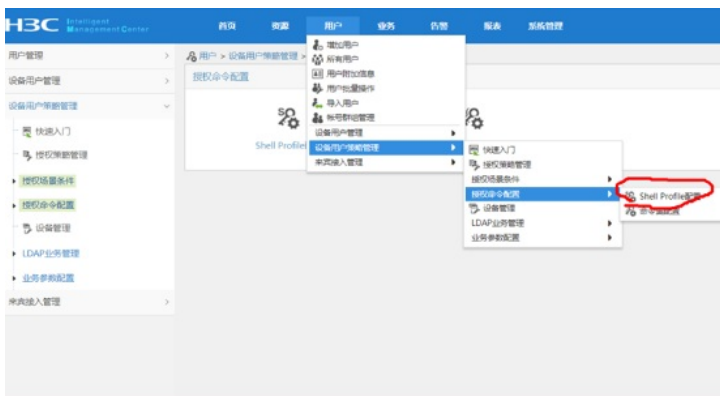 H3C Intelligent Management Center
首页 资源 用户 业务 告警 报表 系统管理
用户管理
设备用户管理
设备用户策略管理
快速入门
授权策略管理
授权场景条件
授权命令配置
设备管理
LDAP业务管理
业务参数配置
来宾接入管理
用户 > 设备用户策略管理 >
授权命令配置
Shell Profile
增加用户
所有用户
用户附加信息
用户批量操作
导入用户
帐号群组管理
设备用户管理
设备用户策略管理
来宾接入管理
快速入门
授权策略管理
授权场景条件
授权命令配置
设备管理
LDAP业务管理
业务参数配置
Shell Profile配置
命令集配置